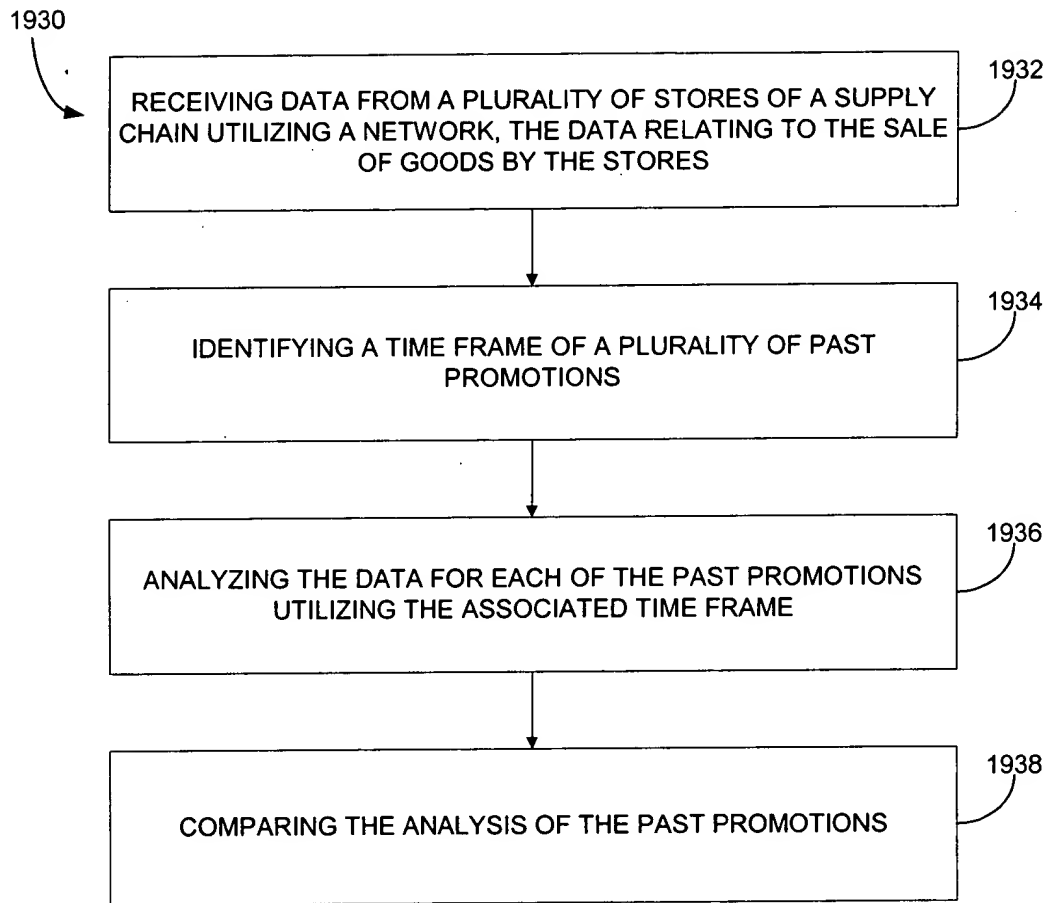 1930
1932
RECEIVING DATA FROM A PLURALITY OF STORES OF A SUPPLY
CHAIN UTILIZING A NETWORK, THE DATA RELATING TO THE SALE
OF GOODS BY THE STORES
1934
IDENTIFYING A TIME FRAME OF A PLURALITY OF PAST
PROMOTIONS
1936
ANALYZING THE DATA FOR EACH OF THE PAST PROMOTIONS
UTILIZING THE ASSOCIATED TIME FRAME
1938
COMPARING THE ANALYSIS OF THE PAST PROMOTIONS